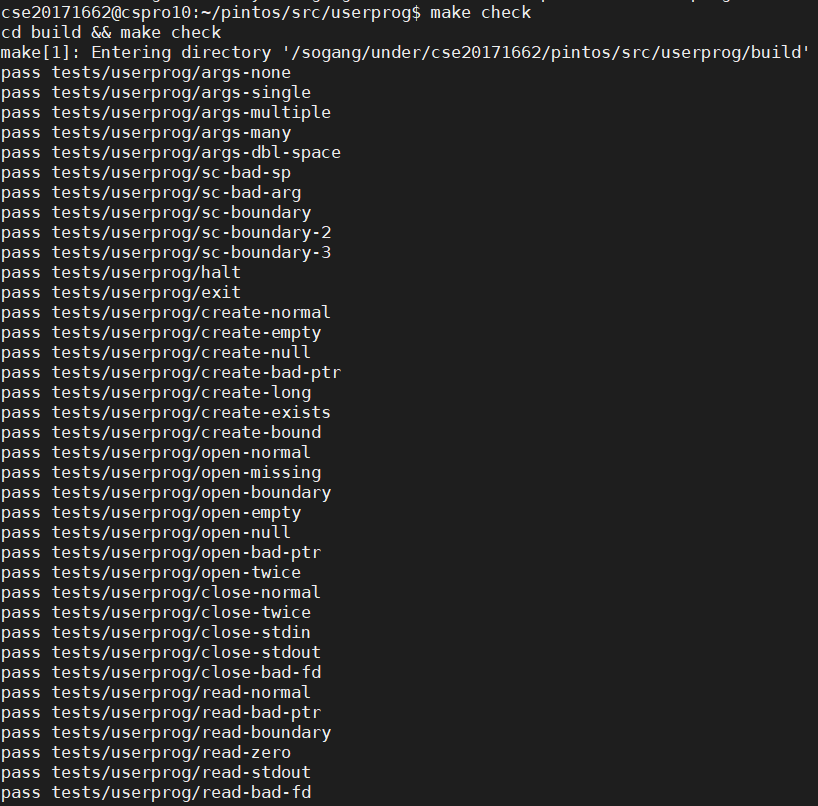 cse20171662@cspro10:~/pintos/src/userprog$ make check
cd build && make check
make[1]: Entering directory '/sogang/under/cse20171662/pintos/src/userprog/build'
pass tests/userprog/args-none
pass tests/userprog/args-single
pass tests/userprog/args-multiple
pass tests/userprog/args-many
pass tests/userprog/args-dbl-space
pass tests/userprog/sc-bad-sp
pass tests/userprog/sc-bad-arg
pass tests/userprog/sc-boundary
pass tests/userprog/sc-boundary-2
pass tests/userprog/sc-boundary-3
pass tests/userprog/halt
pass tests/userprog/exit
pass tests/userprog/create-normal
pass tests/userprog/create-empty
pass tests/userprog/create-null
pass tests/userprog/create-bad-ptr
pass tests/userprog/create-long
pass tests/userprog/create-exists
pass tests/userprog/create-bound
pass tests/userprog/open-normal
pass tests/userprog/open-missing
pass tests/userprog/open-boundary
pass tests/userprog/open-empty
pass tests/userprog/open-null
pass tests/userprog/open-bad-ptr
pass tests/userprog/open-twice
pass tests/userprog/close-normal
pass tests/userprog/close-twice
pass tests/userprog/close-stdin
pass tests/userprog/close-stdout
pass tests/userprog/close-bad-fd
pass tests/userprog/read-normal
pass tests/userprog/read-bad-ptr
pass tests/userprog/read-boundary
pass tests/userprog/read-zero
pass tests/userprog/read-stdout
pass tests/userprog/read-bad-fd